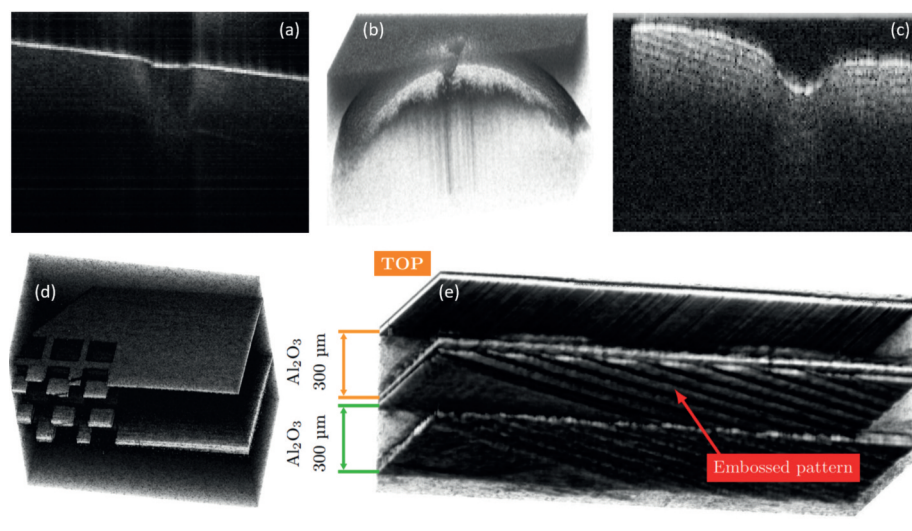 (a)
(b)
(c)
(d)
TOP
(e)
Al₂O₃
300 µm
Al₂O₃
300 µm
Embossed pattern